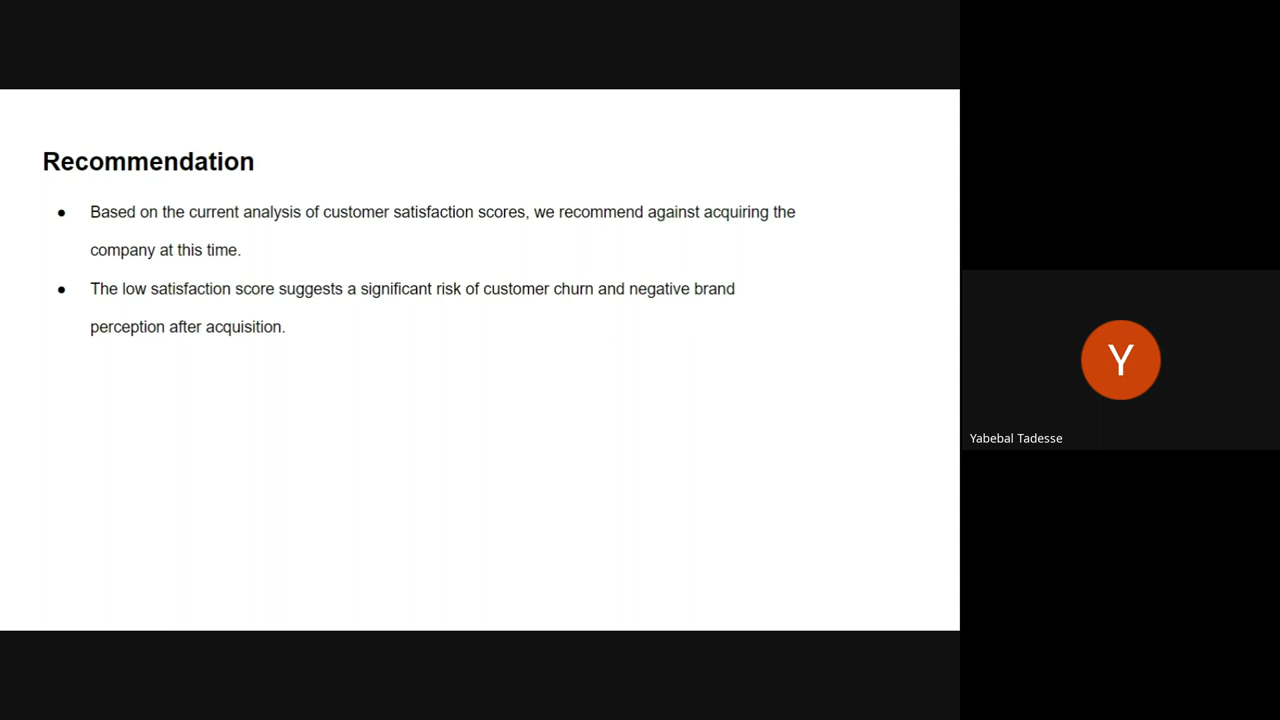 Recommendation
● Based on the current analysis of customer satisfaction scores, we recommend against acquiring the
company at this time.
● The low satisfaction score suggests a significant risk of customer churn and negative brand
perception after acquisition.
Y
Yabebal Tadesse